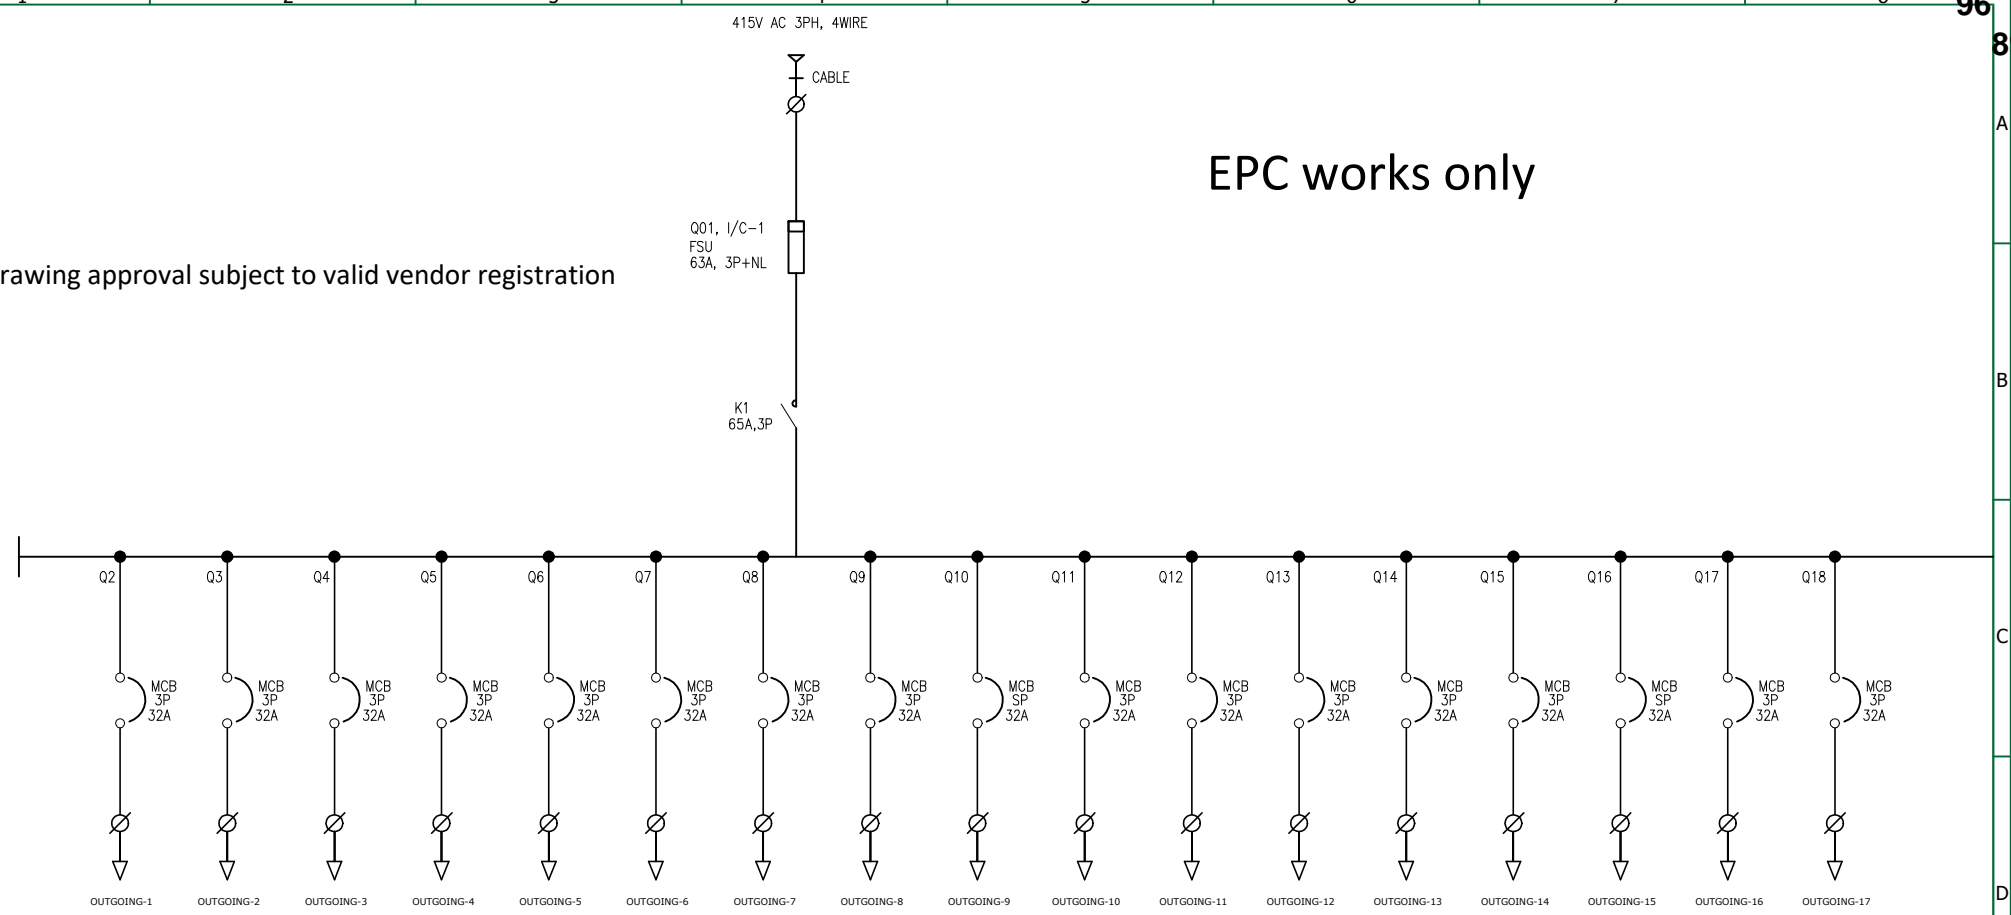 96
8
415V AC 3PH, 4WIRE
CABLE
A
EPC works only
Q01, I/C-1
FSU
63A, 3P+NL
rawing approval subject to valid vendor registration
B
K1
65A,3P
Q2 Q3 Q4 Q5 Q6 Q7 Q8 Q9 Q10 Q11 Q12 Q13 Q14 Q15 Q16 Q17 Q18
C
MCB MCB MCB MCB MCB MCB MCB MCB MCB MCB MCB MCB MCB MCB MCB MCB MCB
3P 3P 3P 3P 3P 3P 3P 3P SP 3P 3P 3P 3P 3P SP 3P 3P
32A 32A 32A 32A 32A 32A 32A 32A 32A 32A 32A 32A 32A 32A 32A 32A 32A
D
OUTGOING-1 OUTGOING-2 OUTGOING-3 OUTGOING-4 OUTGOING-5 OUTGOING-6 OUTGOING-7 OUTGOING-8 OUTGOING-9 OUTGOING-10 OUTGOING-11 OUTGOING-12 OUTGOING-13 OUTGOING-14 OUTGOING-15 OUTGOING-16 OUTGOING-17